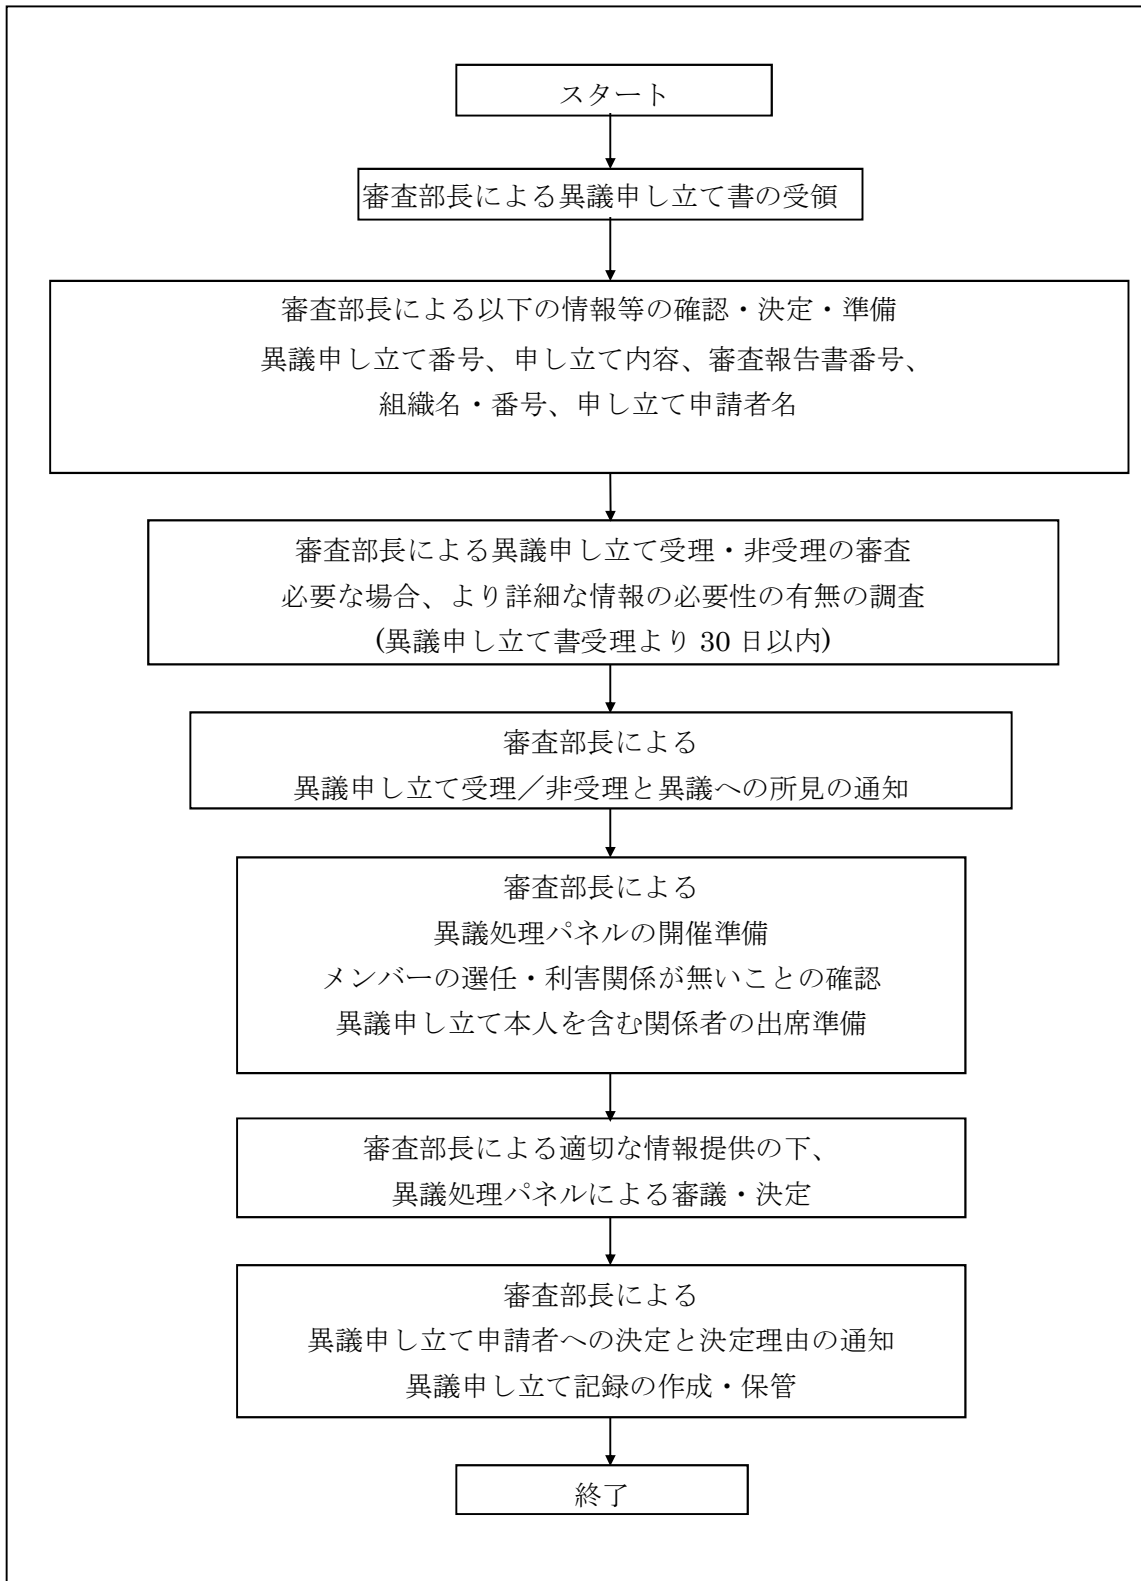 スタート
審査部長による異議申し立て書の受領
審査部長による以下の情報等の確認・決定・準備
異議申し立て番号、申し立て内容、審査報告書番号、
組織名・番号、申し立て申請者名
審査部長による異議申し立て受理・非受理の審査
必要な場合、より詳細な情報の必要性の有無の調査
(異議申し立て書受理より 30 日以内)
審査部長による
異議申し立て受理／非受理と異議への所見の通知
審査部長による
異議処理パネルの開催準備
メンバーの選任・利害関係が無いことの確認
異議申し立て本人を含む関係者の出席準備
審査部長による適切な情報提供の下、
異議処理パネルによる審議・決定
審査部長による
異議申し立て申請者への決定と決定理由の通知
異議申し立て記録の作成・保管
終了